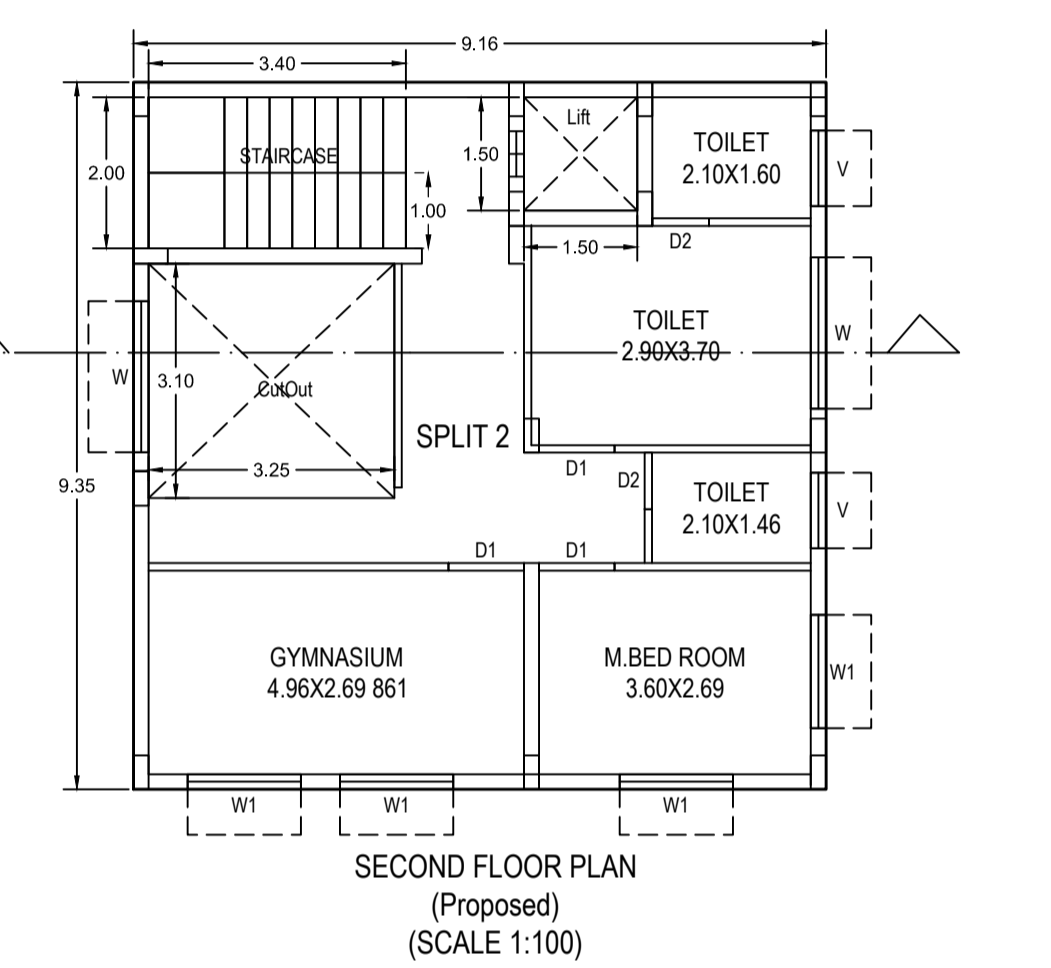 9.16
3.40
Lift
STAIRCASE
1.50
TOILET
2.10X1.60
V
2.00
1.00
1.50
D2
TOILET
2.90X3.70
W
W
3.10
CutOut
SPLIT 2
3.25
D1
D2
TOILET
2.10X1.46
V
9.35
D1
D1
GYMNASIUM
4.96X2.69 861
M.BED ROOM
3.60X2.69
W1
W1
W1
W1
SECOND FLOOR PLAN
(Proposed)
(SCALE 1:100)